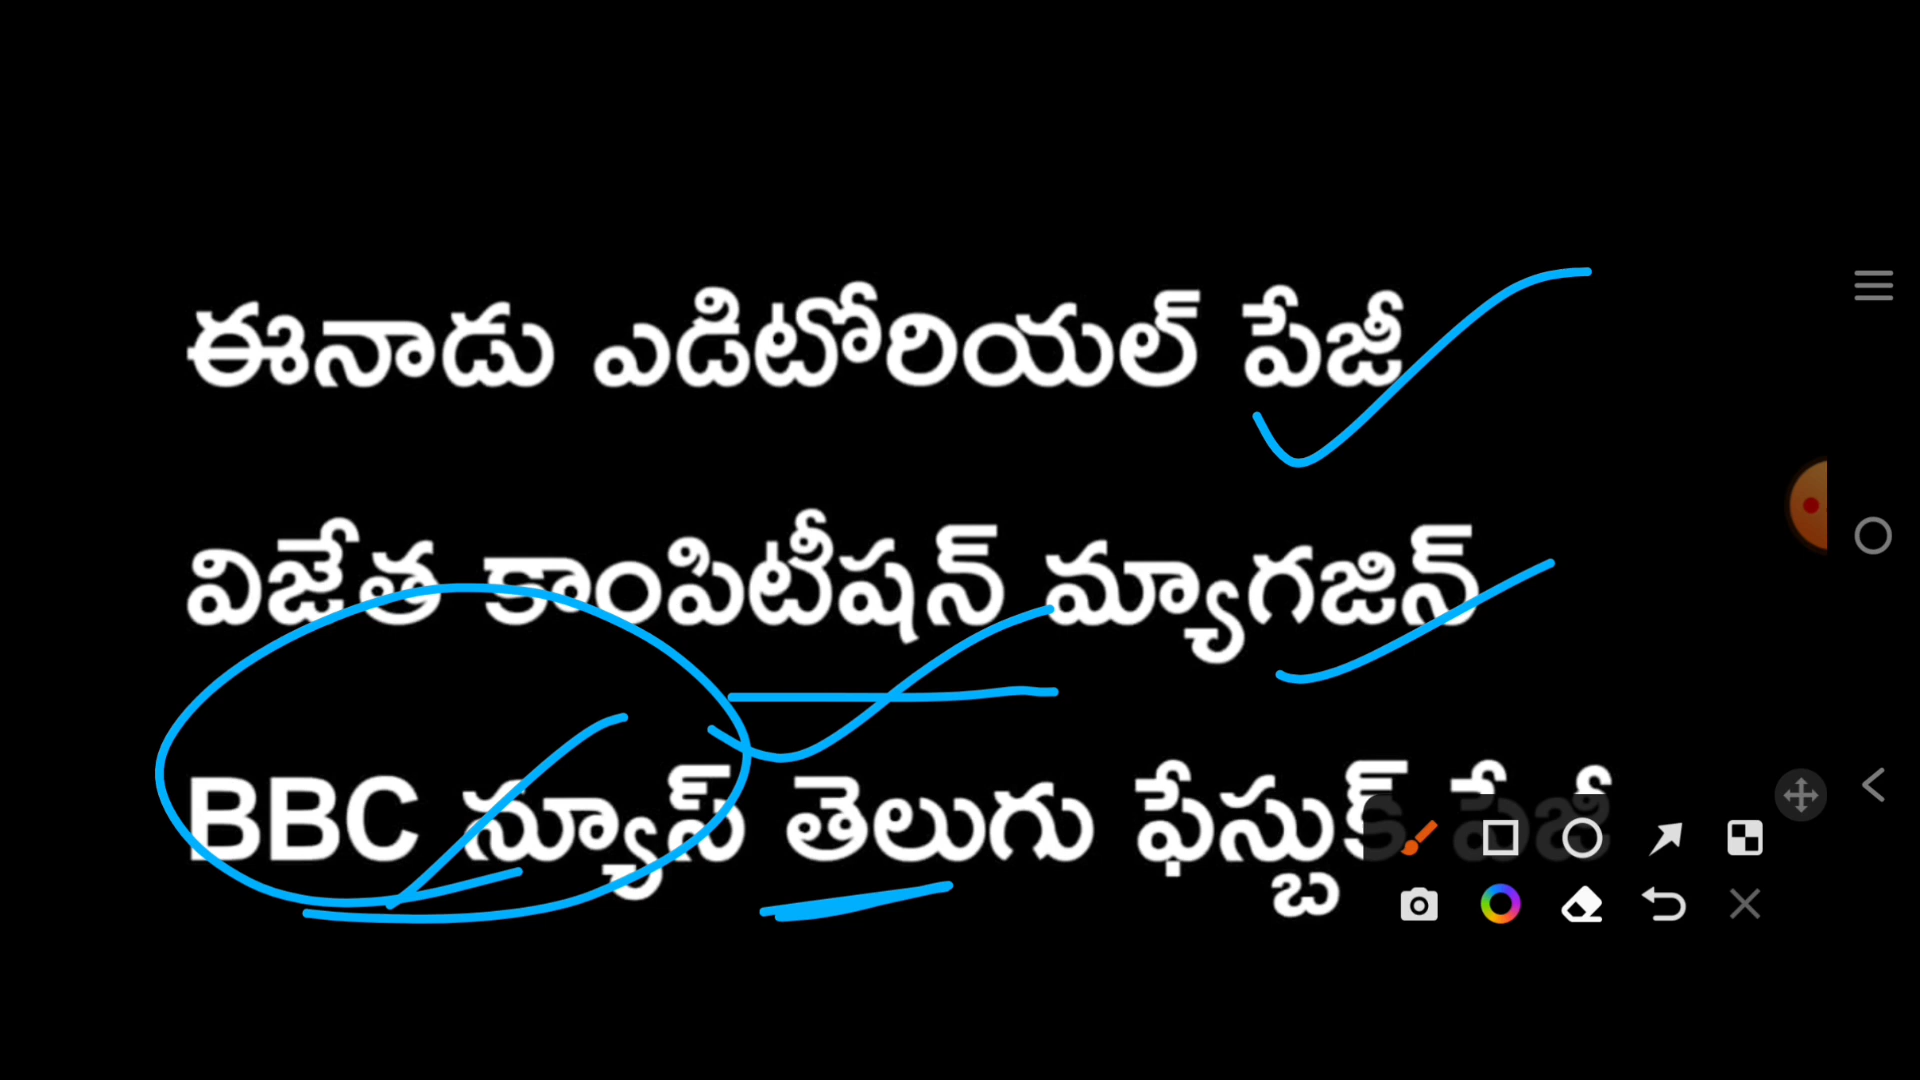 ఈనాడు ఎడిటోరియల్ పేజీ
విజేత కాంపిటీషన్ మ్యాగజిన్
BBC న్యూస్ తెలుగు ఫేస్బుక్ పేజీ